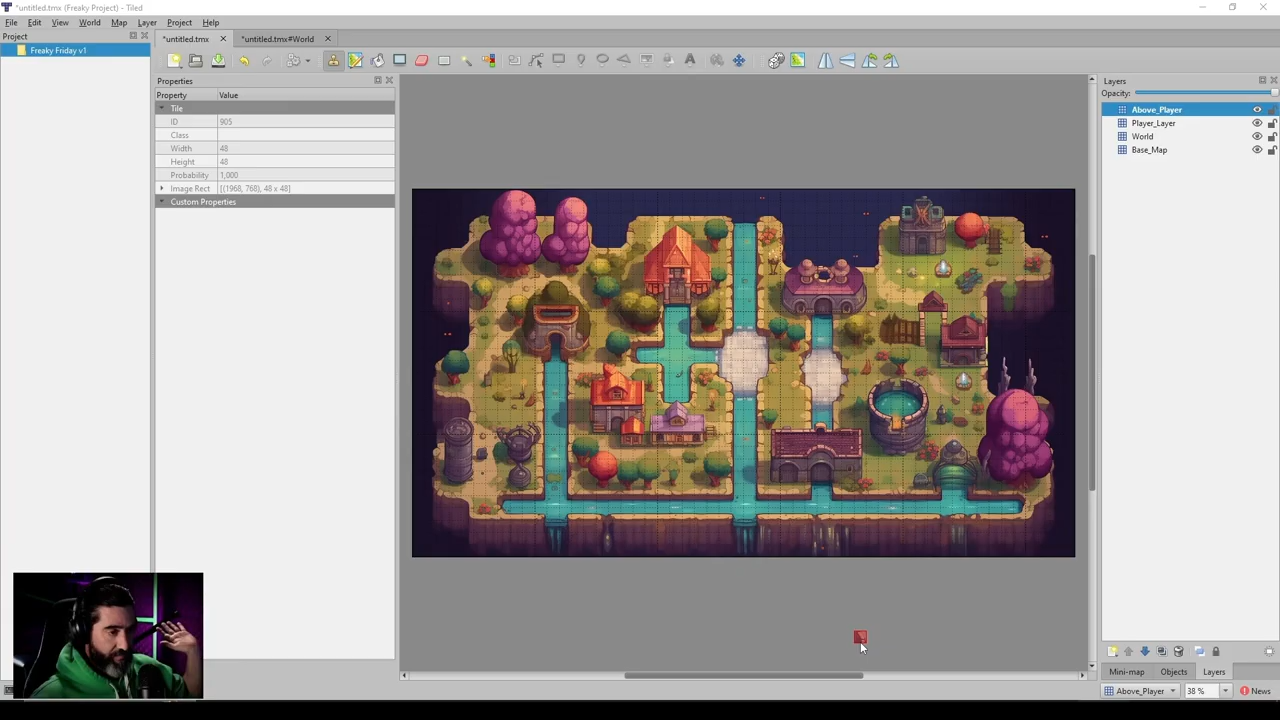 *untitled.tmx (Freaky Project) - Tiled
File Edit View World Map Layer Project Help
Project
Freaky Friday v1
*untitled.tmx
*untitled.tmx#World
Properties
Property Value
Tile
ID 905
Class
Width 48
Height 48
Probability 1,000
Image Rect [(1968, 768), 48 x 48]
Custom Properties
Layers
Opacity:
Above_Player
Player_Layer
World
Base_Map
Mini-map Objects Layers
Above_Player 38 % News